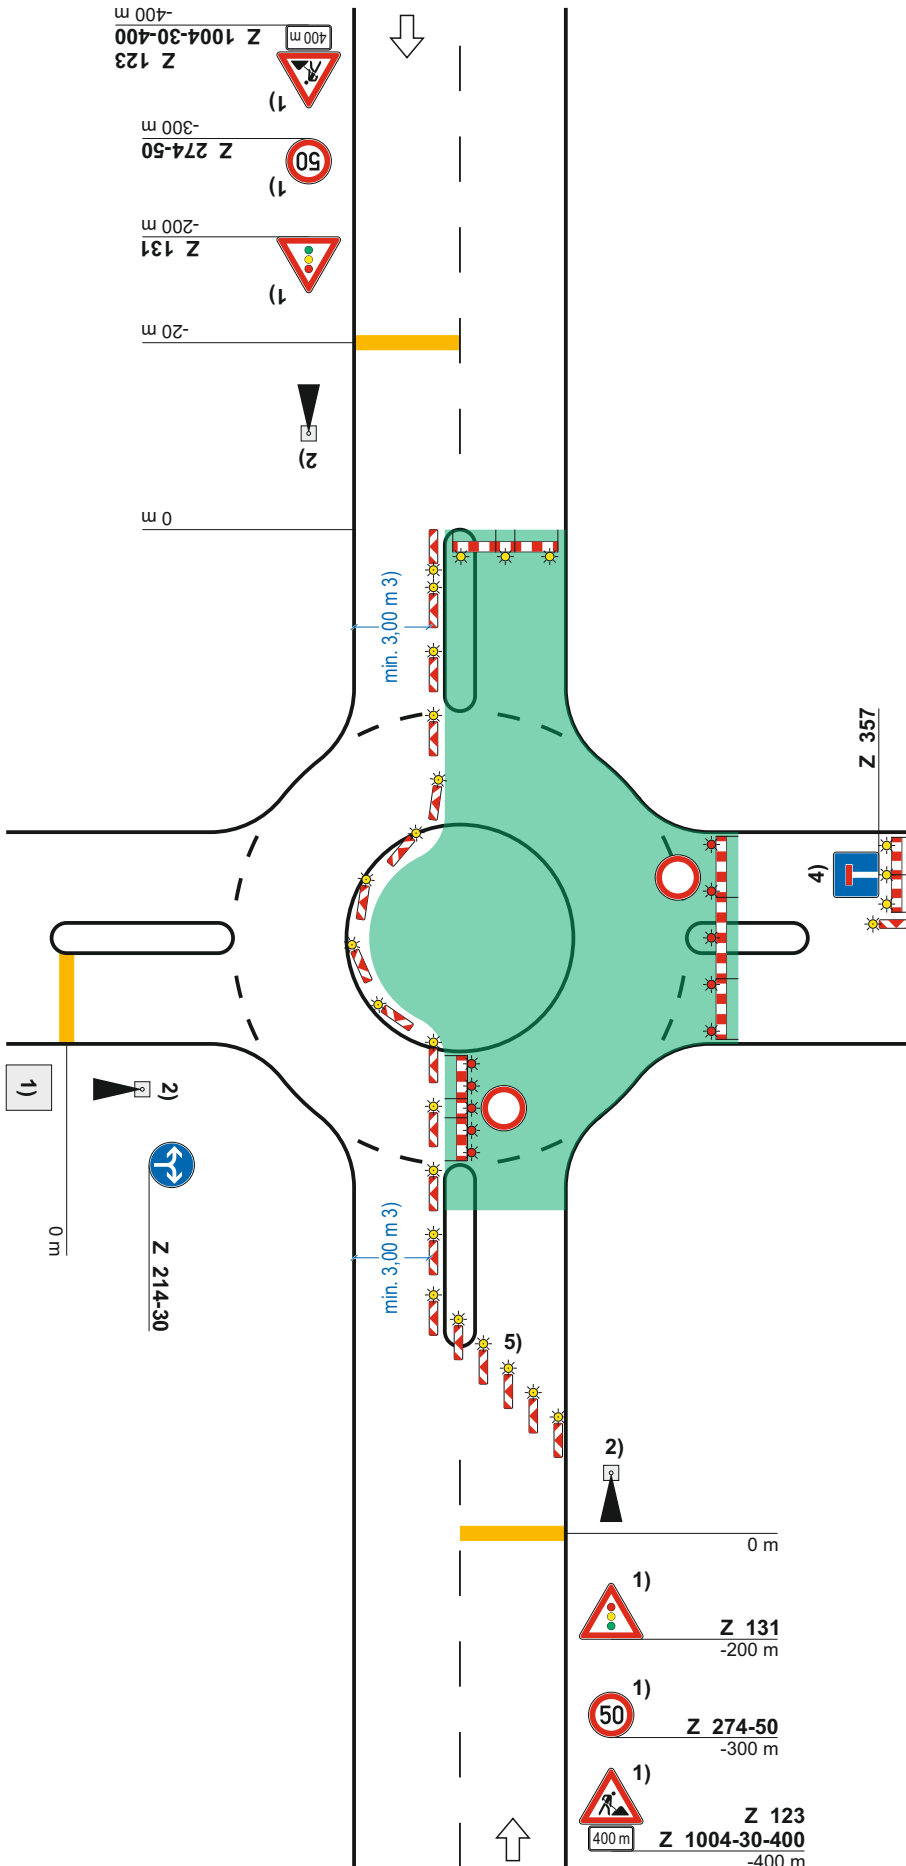 -400 m
Z 1004-30-400
400 m
Z 123
1)
-300 m
Z 274-50
50
1)
-200 m
Z 131
1)
-20 m
2)
0 m
min. 3,00 m 3)
Z 357
4)
1)
2)
0 m
Z 214-30
min. 3,00 m 3)
5)
2)
0 m
1)
Z 131
-200 m
1)
50
Z 274-50
-300 m
1)
Z 123
400 m
Z 1004-30-400
-400 m